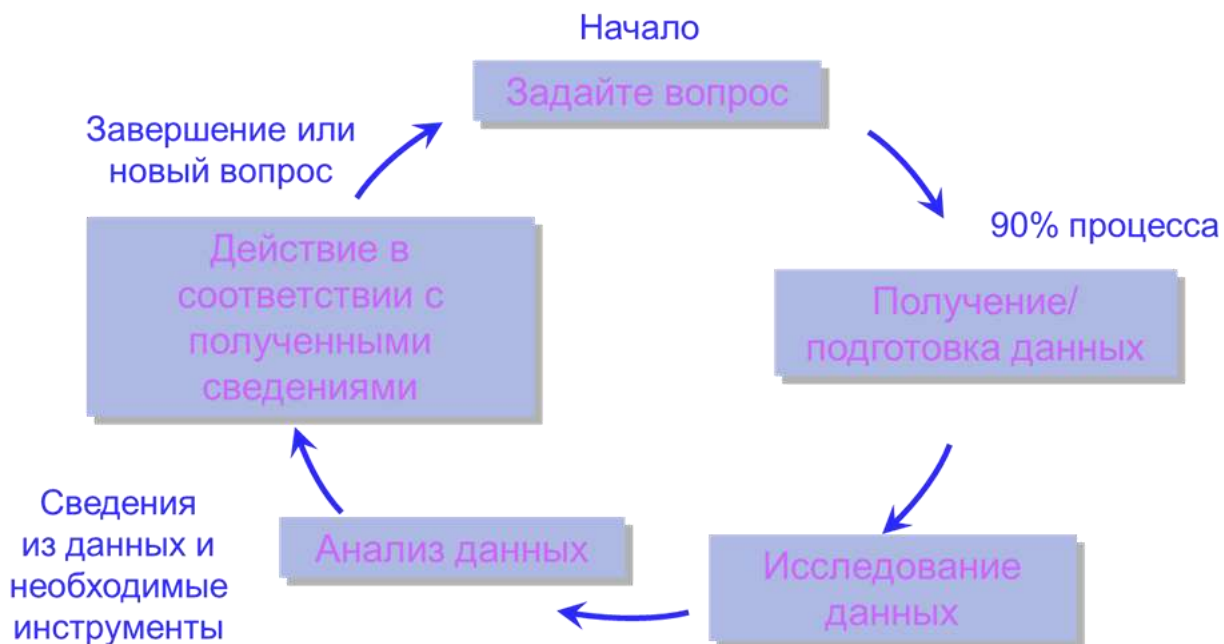 Начало
Задайте вопрос
Завершение или
новый вопрос
90% процесса
Действие в
соответствии с
полученными
сведениями
Получение/
подготовка данных
Сведения
из данных и
необходимые
инструменты
Анализ данных
Исследование
данных